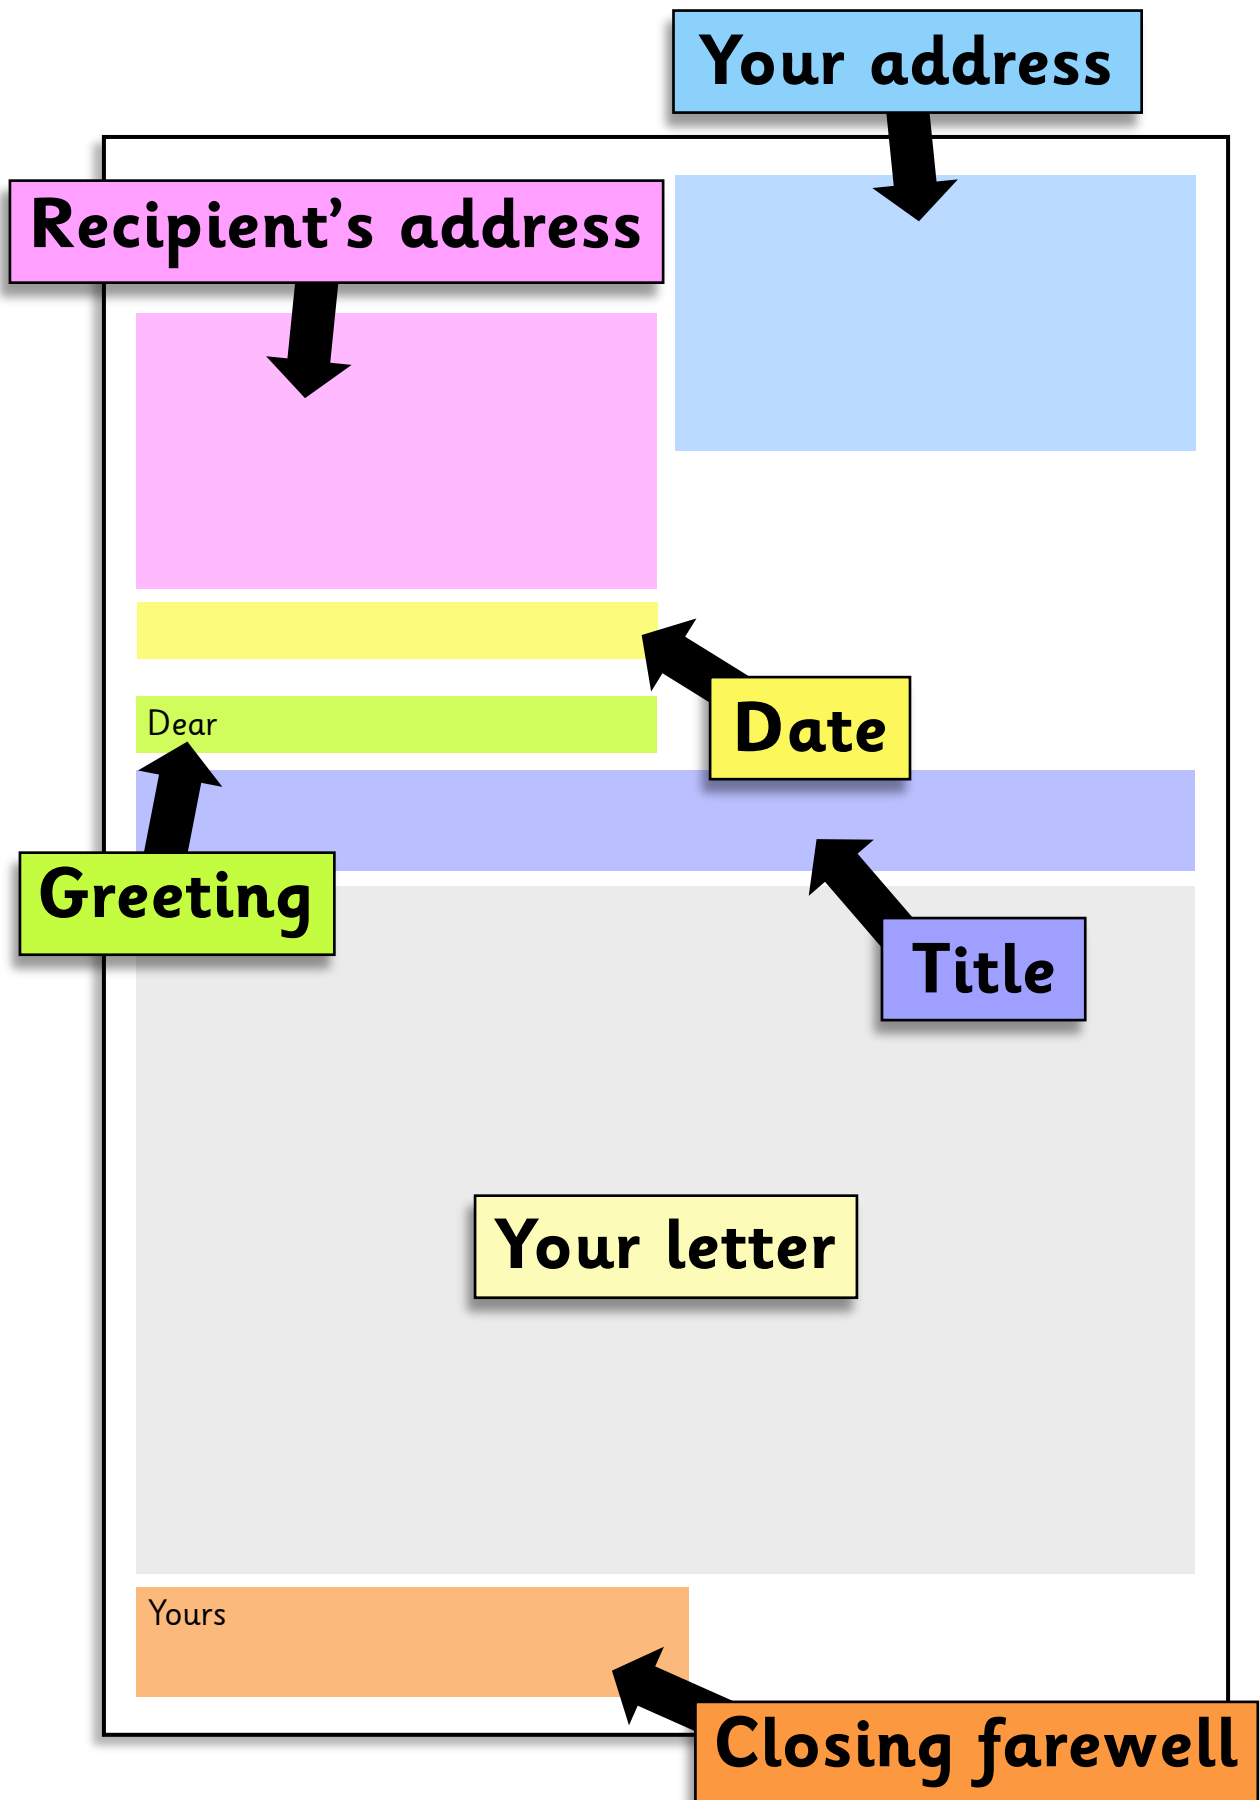 Your address
Recipient’s address
Date
Dear
Greeting
Title
Your letter
Yours
Closing farewell